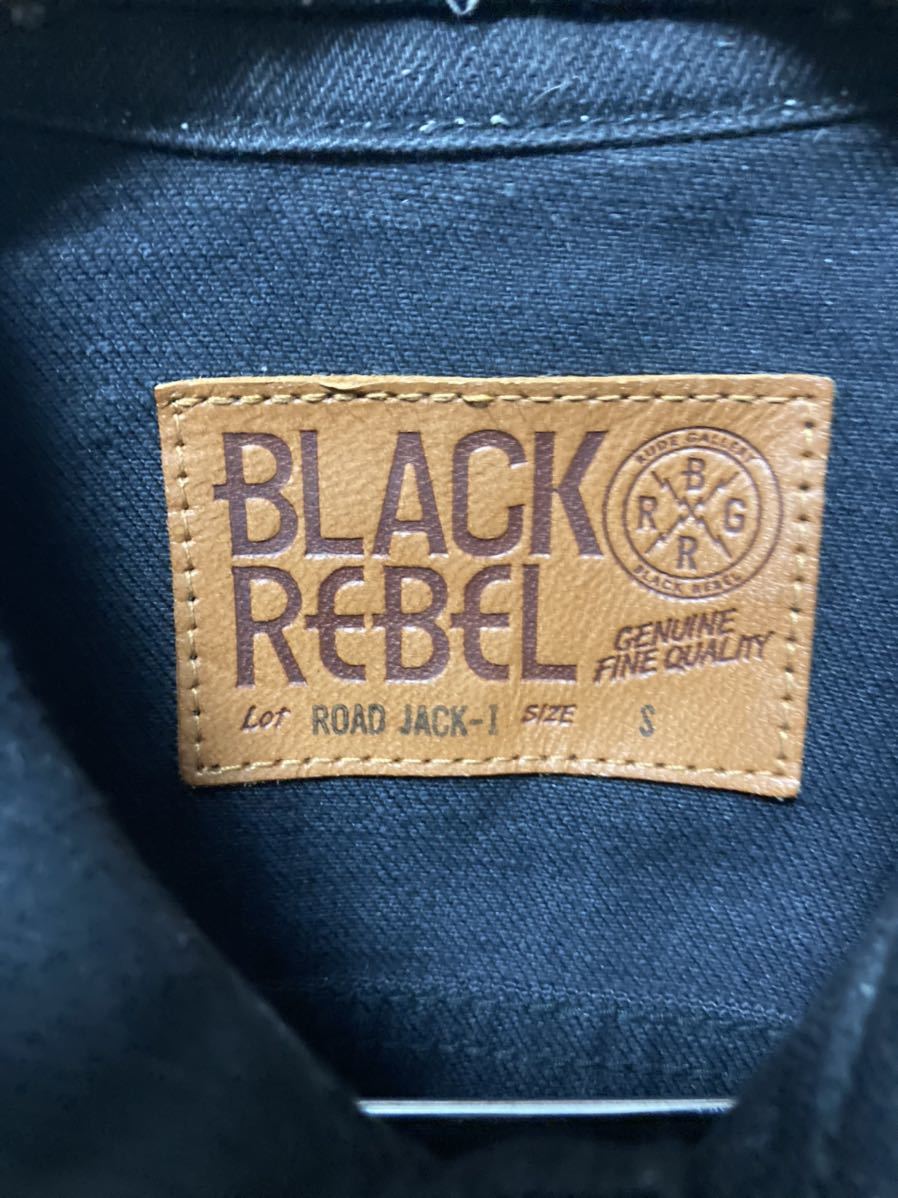 BLACK
REBEL
RUDE GALLERY
B
R G
R
BLACK REBEL
GENUINE
FINE QUALITY
Lot ROAD JACK-I SIZE S